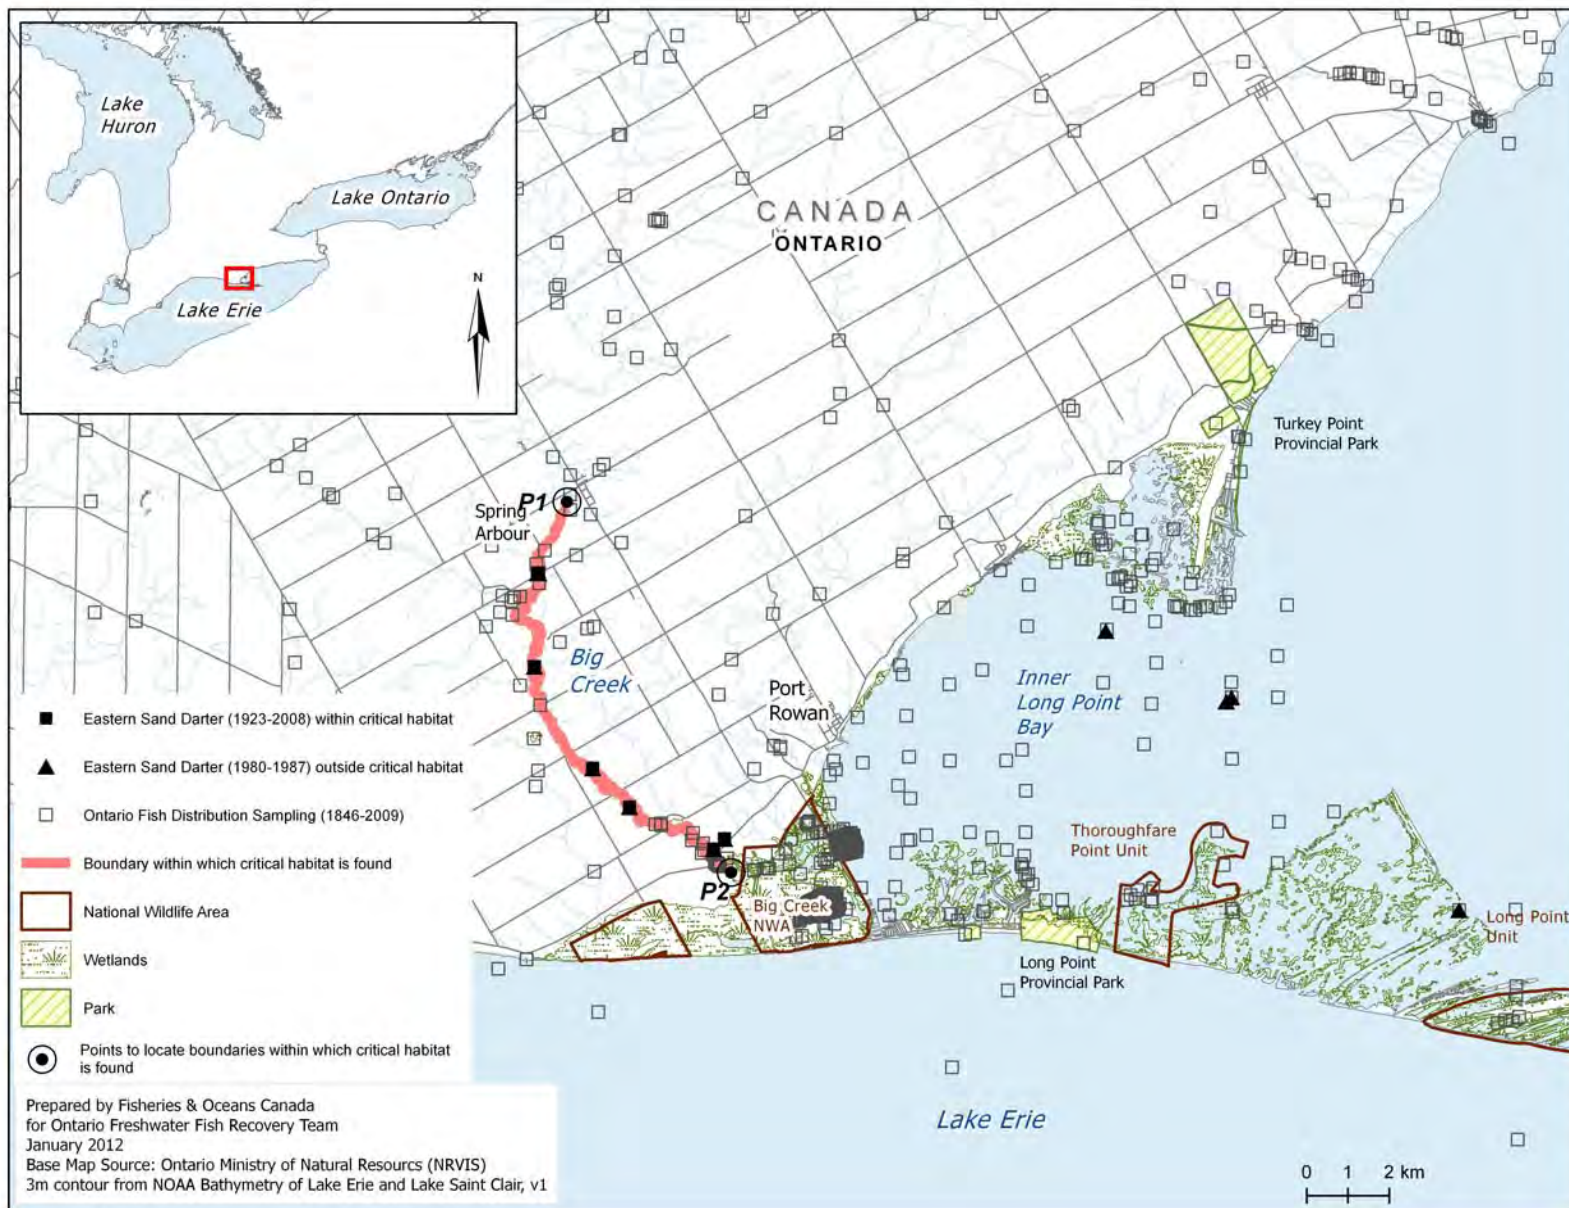 Lake
Huron
Lake Ontario
Lake Erie
N
CANADA
ONTARIO
Turkey Point
Provincial Park
P1
Spring
Arbour
Big
Creek
Port
Rowan
Inner
Long Point
Bay
Thoroughfare
Point Unit
P2
Big Creek
NWA
Long Point
Unit
Long Point
Provincial Park
Lake Erie
Eastern Sand Darter (1923-2008) within critical habitat
Eastern Sand Darter (1980-1987) outside critical habitat
Ontario Fish Distribution Sampling (1846-2009)
Boundary within which critical habitat is found
National Wildlife Area
Wetlands
Park
Points to locate boundaries within which critical habitat
is found
Prepared by Fisheries & Oceans Canada
for Ontario Freshwater Fish Recovery Team
January 2012
Base Map Source: Ontario Ministry of Natural Resourcs (NRVIS)
3m contour from NOAA Bathymetry of Lake Erie and Lake Saint Clair, v1
0 1 2 km